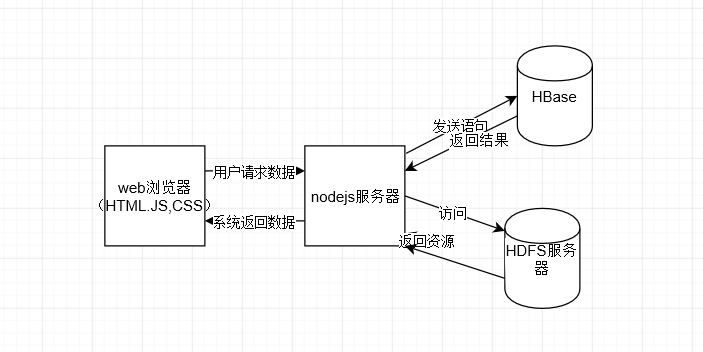 HBase
发送语句
返回结果
web浏览器
（HTML.JS,CSS）
用户请求数据
nodejs服务器
系统返回数据
访问
返回资源
HDFS服务
器